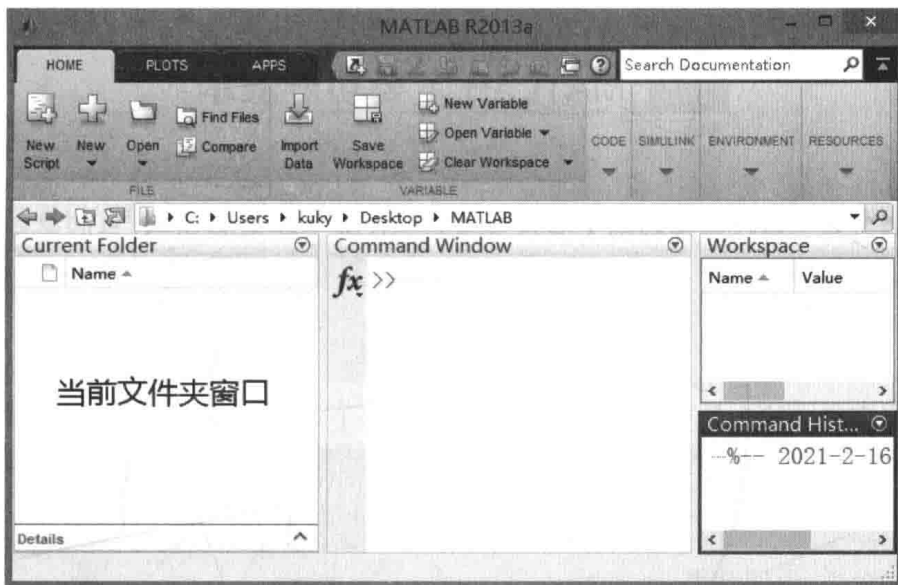 MATLAB R2013a
HOME PLOTS APPS Search Documentation
New Script New Open Find Files Compare Import Data Save Workspace New Variable Open Variable Clear Workspace CODE SIMULINK ENVIRONMENT RESOURCES
FILE VARIABLE
C: Users kuky Desktop MATLAB
Current Folder Command Window Workspace
Name fx >> Name Value
当前文件夹窗口
Command Hist...
--%-- 2021-2-16
Details